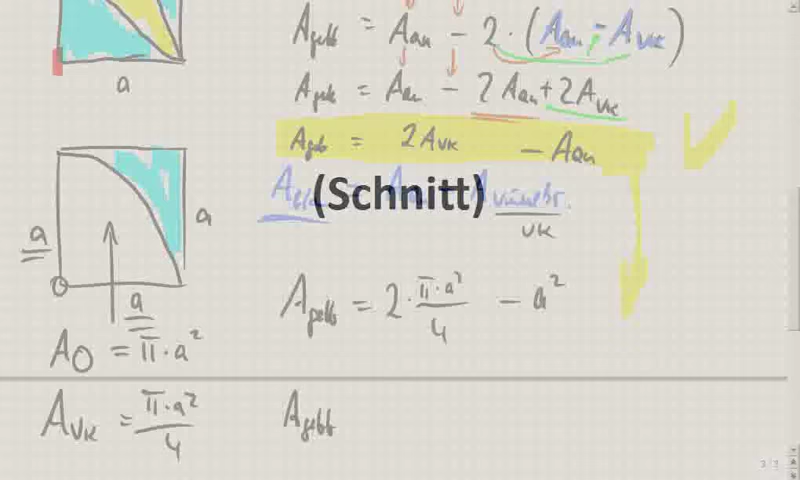 A_gelb = A_qu - 2 · (A_qu - A_VK)
a
A_gelb = A_qu - 2 A_qu + 2 A_VK
A_gelb = 2 A_VK - A_qu
(Schnitt)
a
VK
a
a
A_gelb = 2 · π·a²/4 - a²
A_O = π·a²
A_VK = π·a²/4
A_gelb